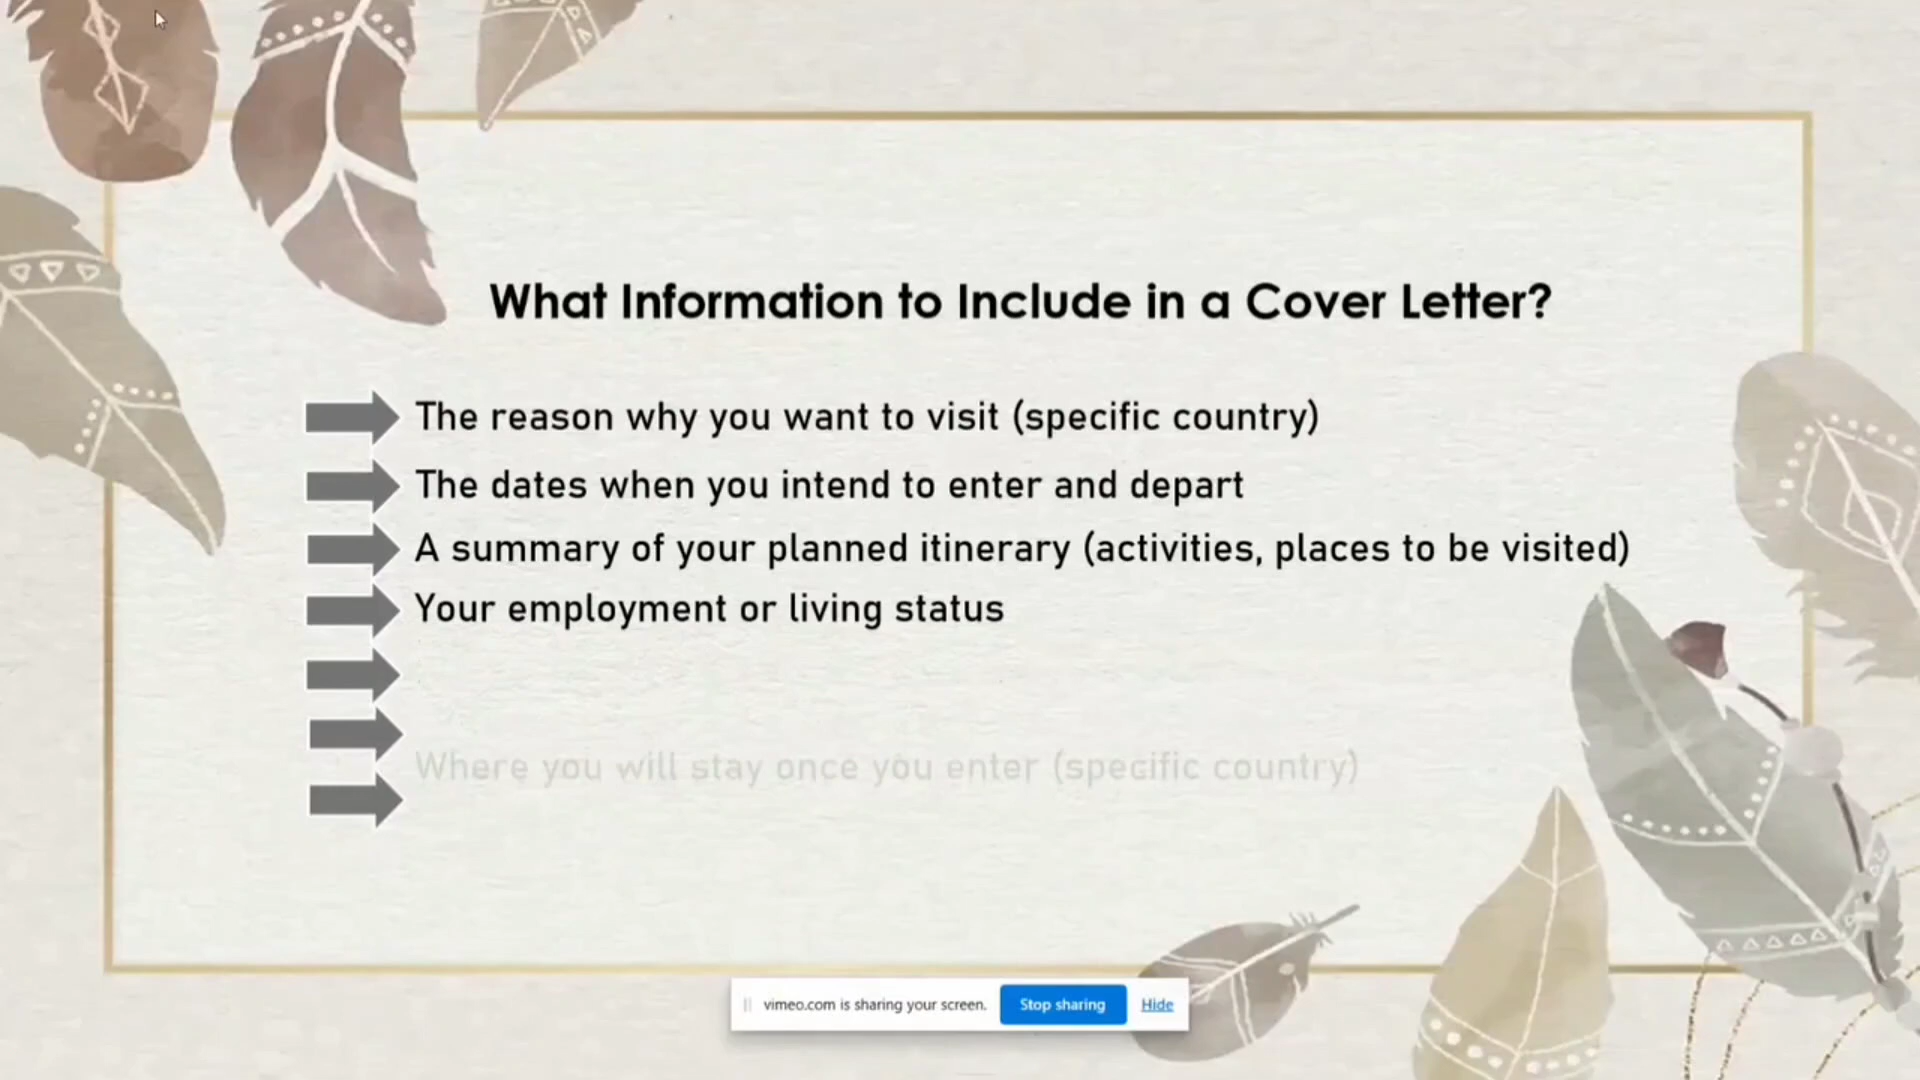 What Information to Include in a Cover Letter?
The reason why you want to visit (specific country)
The dates when you intend to enter and depart
A summary of your planned itinerary (activities, places to be visited)
Your employment or living status
Where you will stay once you enter (specific country)
vimeo.com is sharing your screen. Stop sharing Hide